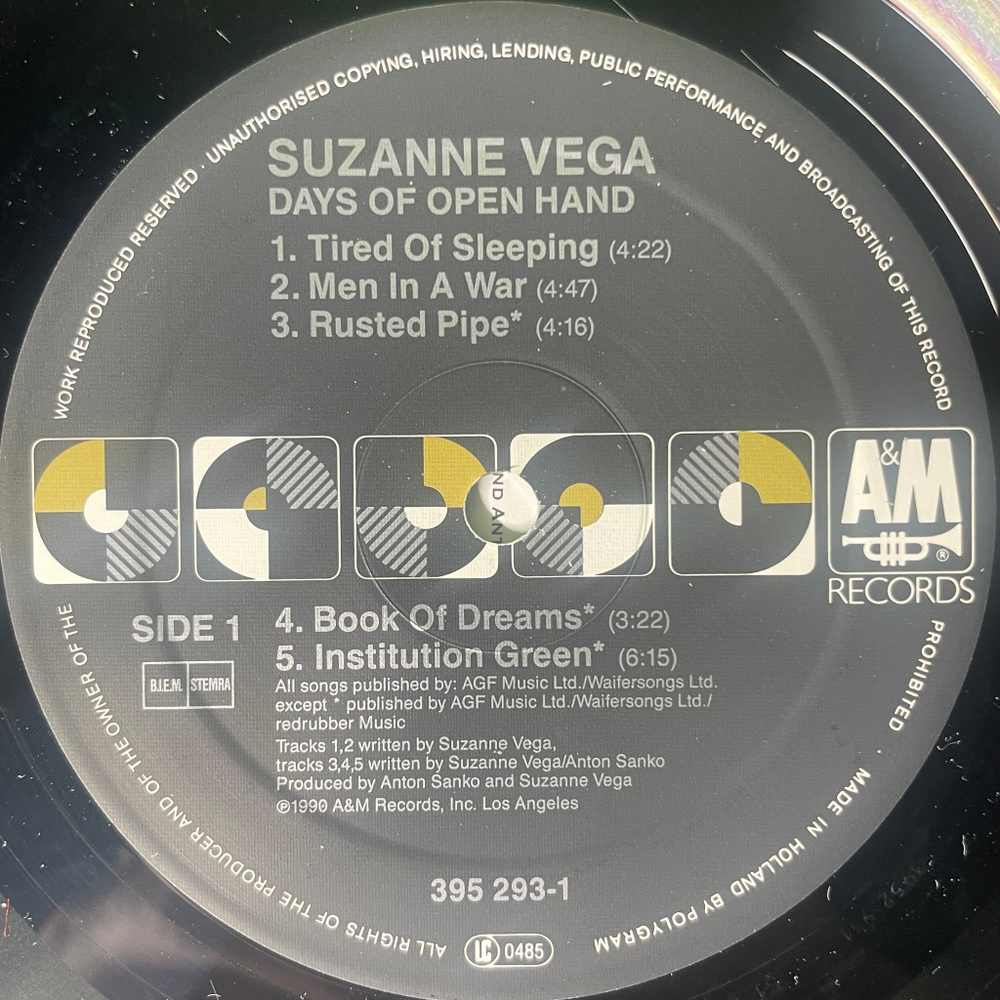 WORK REPRODUCED RESERVED · UNAUTHORISED COPYING, HIRING, LENDING, PUBLIC PERFORMANCE AND BROADCASTING OF THIS RECORD
SUZANNE VEGA
DAYS OF OPEN HAND
1. Tired Of Sleeping (4:22)
2. Men In A War (4:47)
3. Rusted Pipe* (4:16)
ND ANT
A&M
®
RECORDS
SIDE 1
B.I.E.M. STEMRA
4. Book Of Dreams* (3:22)
5. Institution Green* (6:15)
All songs published by: AGF Music Ltd./Waifersongs Ltd.
except * published by AGF Music Ltd./Waifersongs Ltd./
redrubber Music
Tracks 1,2 written by Suzanne Vega,
tracks 3,4,5 written by Suzanne Vega/Anton Sanko
Produced by Anton Sanko and Suzanne Vega
℗1990 A&M Records, Inc. Los Angeles
395 293-1
LC 0485
ALL RIGHTS OF THE PRODUCER AND OF THE OWNER OF THE
PROHIBITED
MADE IN HOLLAND BY POLYGRAM